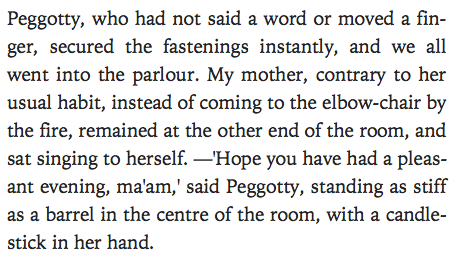 Peggotty, who had not said a word or moved a fin-
ger, secured the fastenings instantly, and we all
went into the parlour. My mother, contrary to her
usual habit, instead of coming to the elbow-chair by
the fire, remained at the other end of the room, and
sat singing to herself. —'Hope you have had a pleas-
ant evening, ma'am,' said Peggotty, standing as stiff
as a barrel in the centre of the room, with a candle-
stick in her hand.